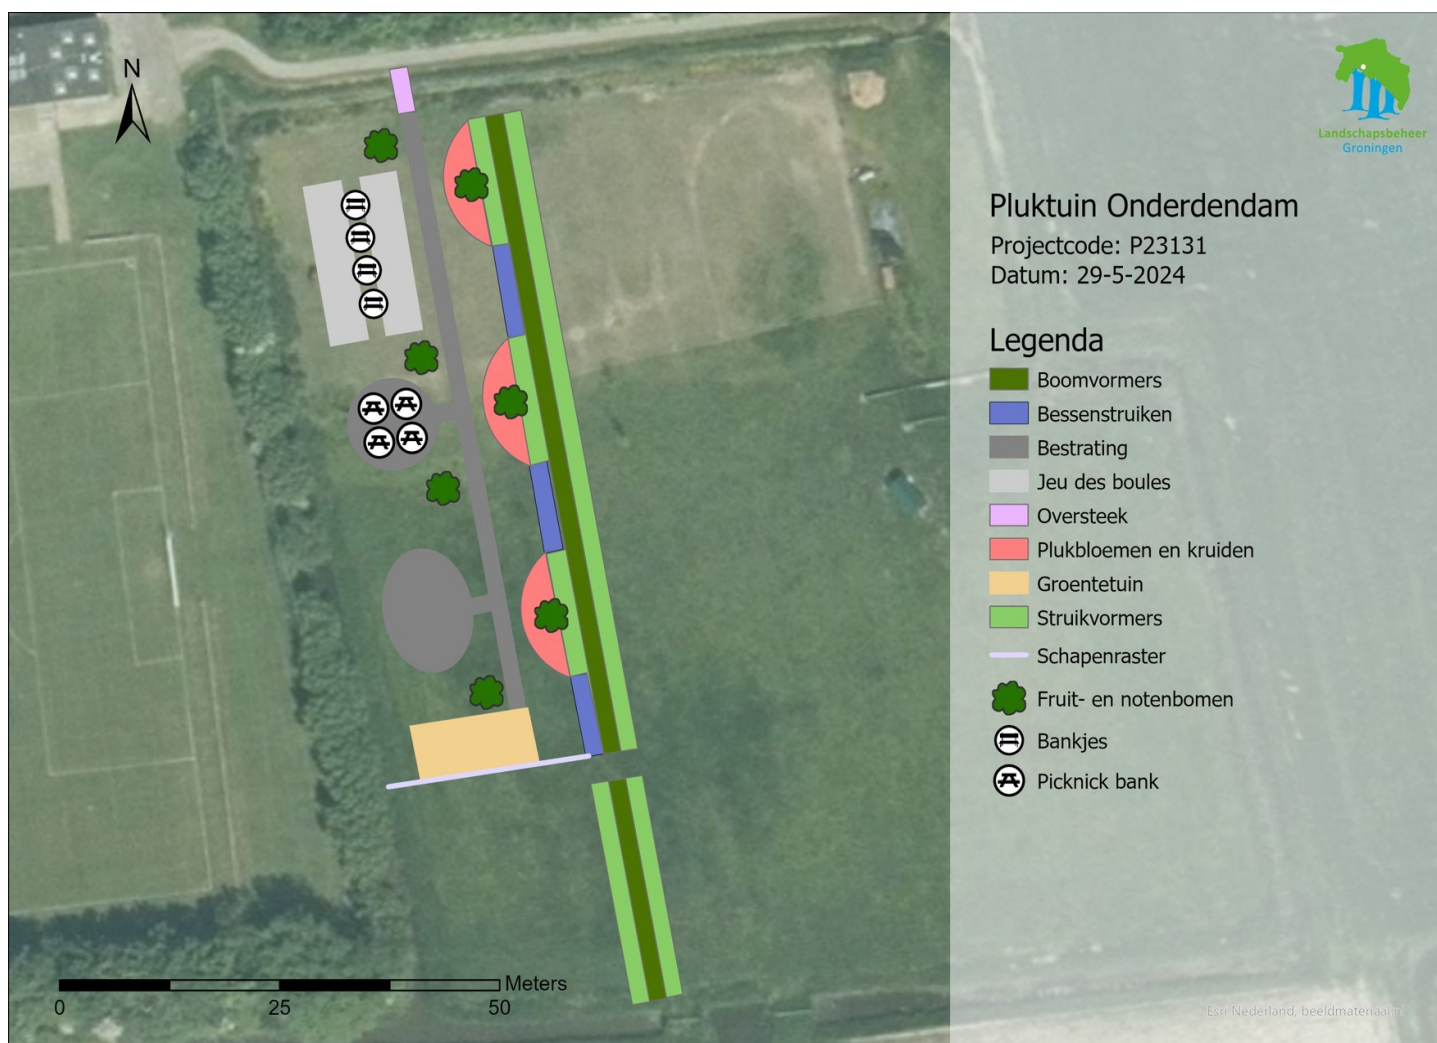 N
Landschapsbeheer
Groningen
Pluktuin Onderdendam
Projectcode: P23131
Datum: 29-5-2024
Legenda
Boomvormers
Bessenstruiken
Bestrating
Jeu des boules
Oversteek
Plukbloemen en kruiden
Groentetuin
Struikvormers
Schapenraster
Fruit- en notenbomen
Bankjes
Picknick bank
Meters
0 25 50
Esri Nederland, beeldmateriaal.nl